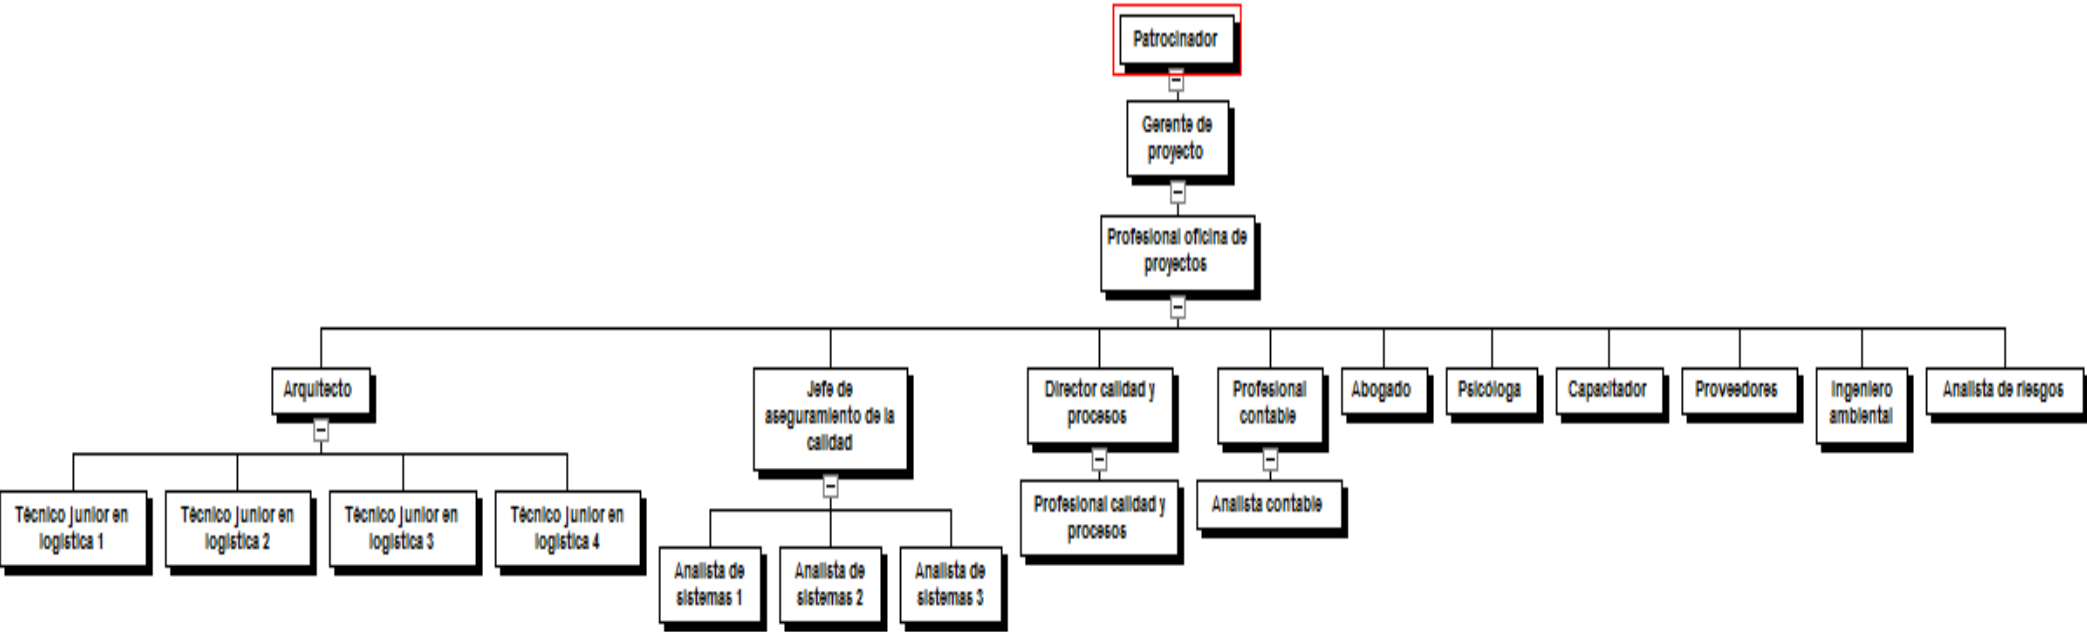 Patrocinador
Gerente de
proyecto
Profesional oficina de
proyectos
Arquitecto
Jefe de
aseguramiento de la
calidad
Director calidad y
procesos
Profesional
contable
Abogado
Psicóloga
Capacitador
Proveedores
Ingeniero
ambiental
Analista de riesgos
Técnico junior en
logística 1
Técnico junior en
logística 2
Técnico junior en
logística 3
Técnico junior en
logística 4
Analista de
sistemas 1
Analista de
sistemas 2
Analista de
sistemas 3
Profesional calidad y
procesos
Analista contable